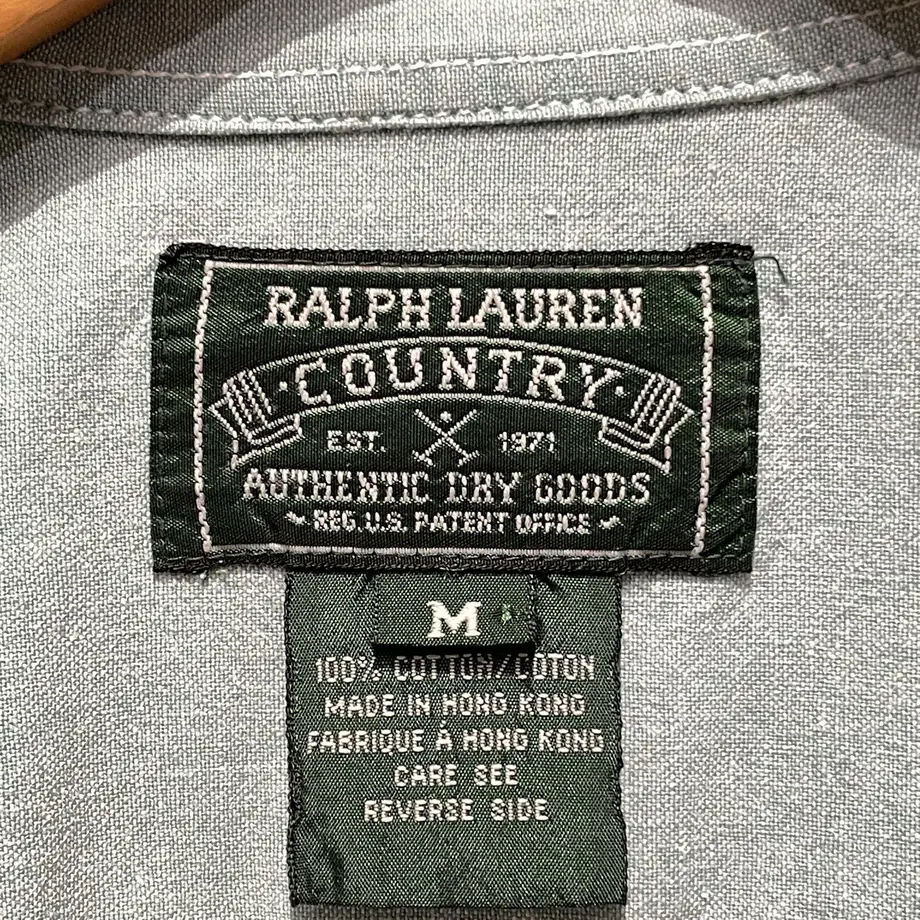 RALPH LAUREN
·COUNTRY·
EST. 1971
AUTHENTIC DRY GOODS
REG. U.S. PATENT OFFICE
M
100% COTTON/COTON
MADE IN HONG KONG
FABRIQUE Á HONG KONG
CARE SEE
REVERSE SIDE